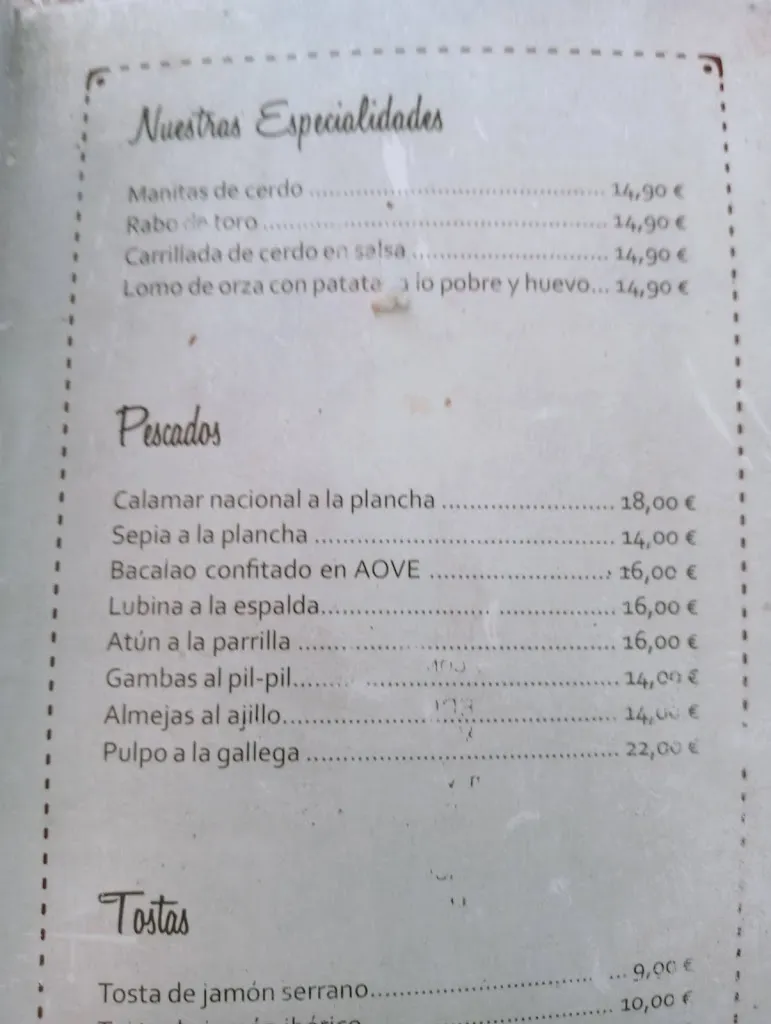 Nuestras Especialidades
Manitas de cerdo ........................................ 14,90 €
Rabo de toro ............................................... 14,90 €
Carrillada de cerdo en salsa ........................... 14,90 €
Lomo de orza con patata a lo pobre y huevo... 14,90 €
Pescados
Calamar nacional a la plancha ........................ 18,00 €
Sepia a la plancha ......................................... 14,00 €
Bacalao confitado en AOVE .......................... 16,00 €
Lubina a la espalda........................................ 16,00 €
Atún a la parrilla ........................................... 16,00 €
Gambas al pil-pil............................................ 14,00 €
Almejas al ajillo.............................................. 14,00 €
Pulpo a la gallega .......................................... 22,00 €
Tostas
Tosta de jamón serrano................................. 9,00 €
10,00 €